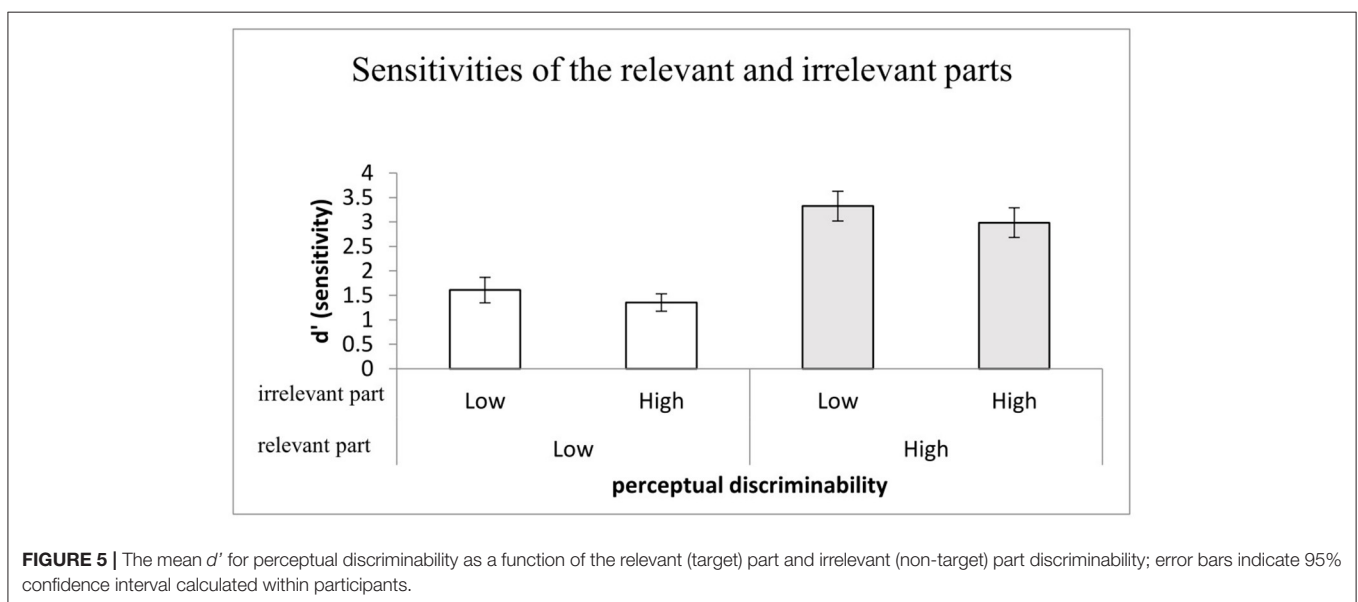 Sensitivities of the relevant and irrelevant parts
d' (sensitivity)
4
3.5
3
2.5
2
1.5
1
0.5
0
irrelevant part Low High Low High
relevant part Low High
perceptual discriminability
FIGURE 5 | The mean d’ for perceptual discriminability as a function of the relevant (target) part and irrelevant (non-target) part discriminability; error bars indicate 95%
confidence interval calculated within participants.